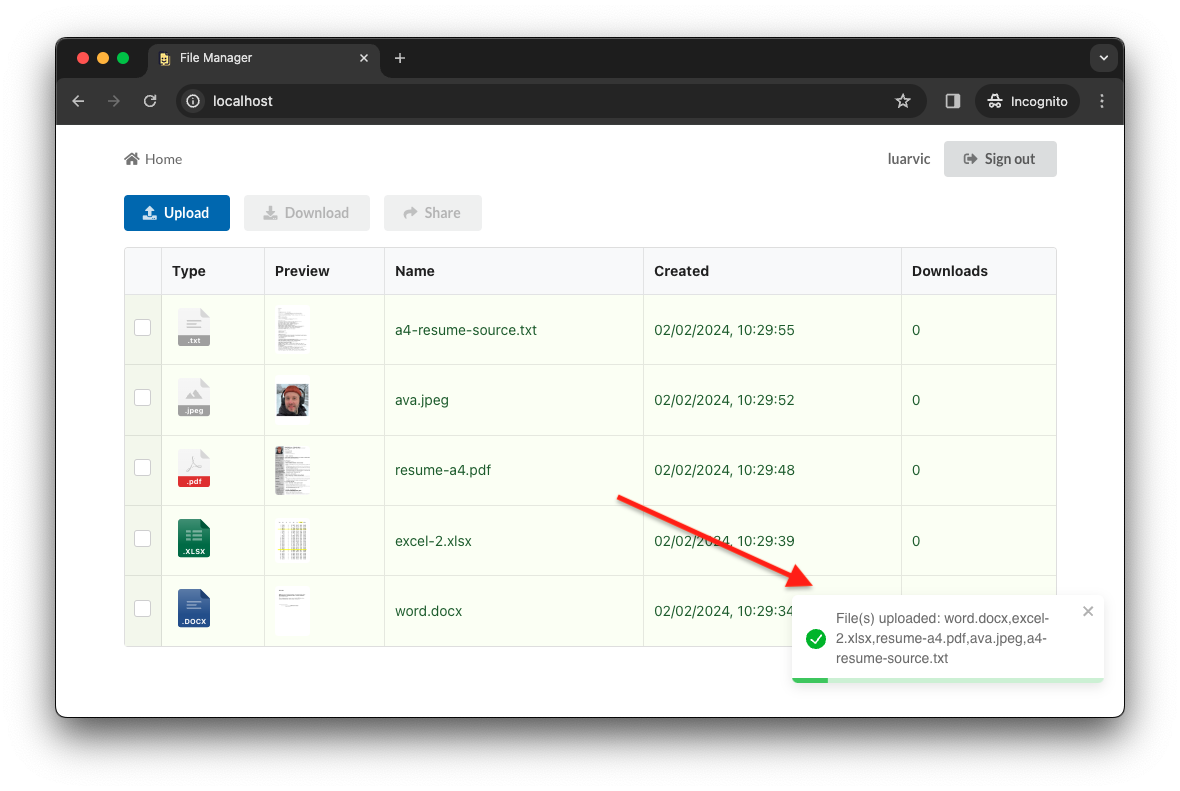 File Manager
localhost
Incognito
Home
luarvic
Sign out
Upload
Download
Share
Type Preview Name Created Downloads
.txt a4-resume-source.txt 02/02/2024, 10:29:55 0
.jpeg ava.jpeg 02/02/2024, 10:29:52 0
.pdf resume-a4.pdf 02/02/2024, 10:29:48 0
.XLSX excel-2.xlsx 02/02/2024, 10:29:39 0
.DOCX word.docx 02/02/2024, 10:29:34
File(s) uploaded: word.docx,excel-
2.xlsx,resume-a4.pdf,ava.jpeg,a4-
resume-source.txt